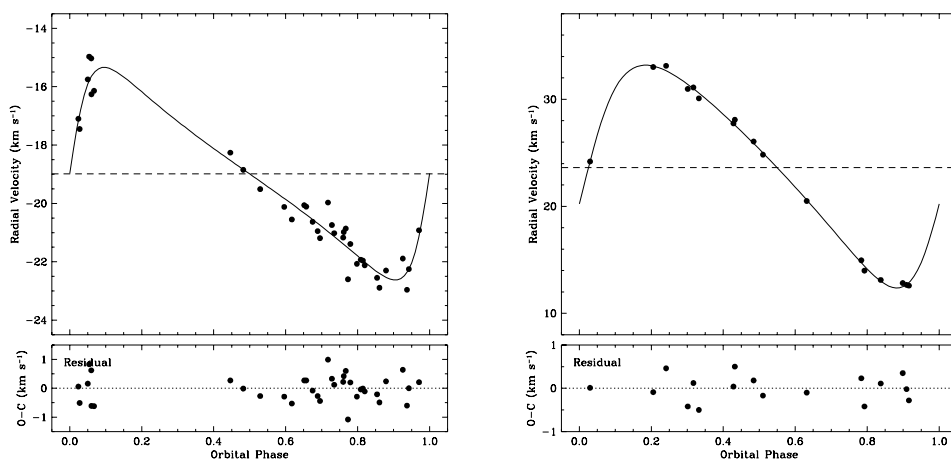 −14
−16
−18
−20
−22
−24
Radial Velocity (km s⁻¹)
Residual
1
0
−1
O−C (km s⁻¹)
0.0 0.2 0.4 0.6 0.8 1.0
Orbital Phase
30
20
10
Radial Velocity (km s⁻¹)
Residual
1
0
−1
O−C (km s⁻¹)
0.0 0.2 0.4 0.6 0.8 1.0
Orbital Phase